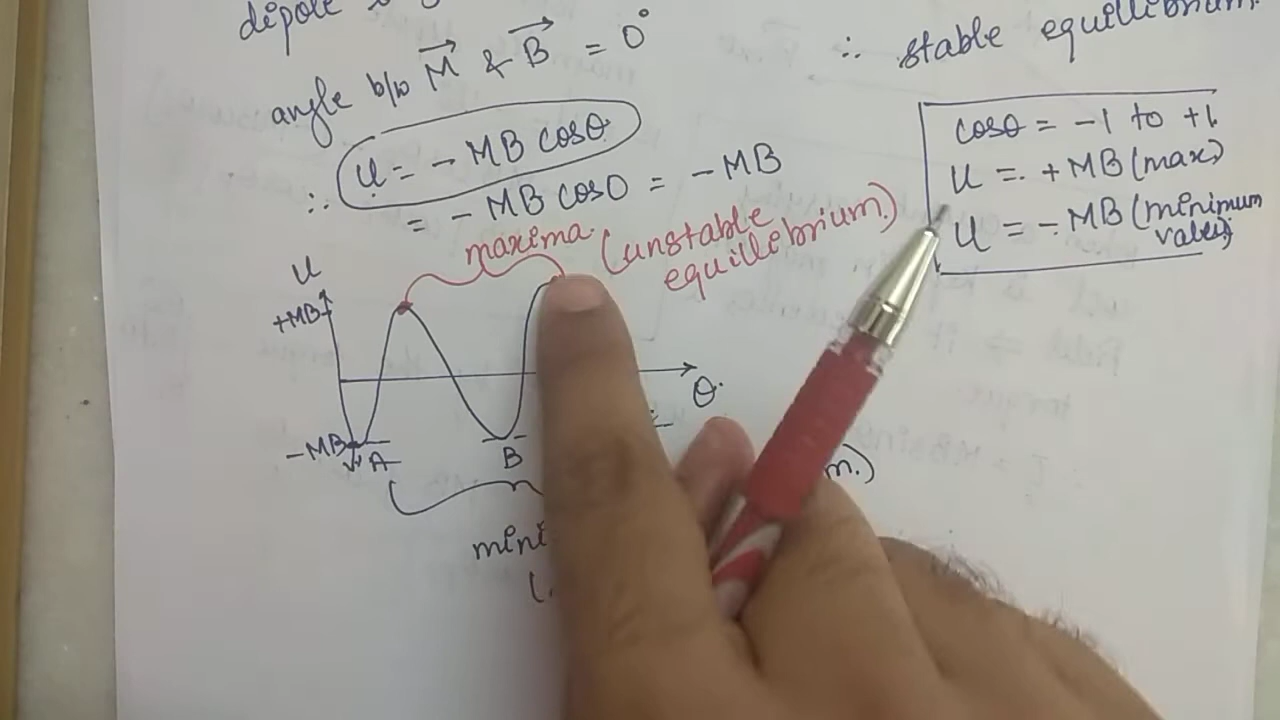 dipole
angle b/w M & B = 0°
∴ U = - MB cosθ
= - MB cos0 = - MB
∴ stable equilibrium.
cosθ = -1 to +1.
U = + MB (max)
U = - MB (minimum
value)
maxima (unstable
equillibrium.)
U
+MB
θ.
-MB
A
B
m.)
mini